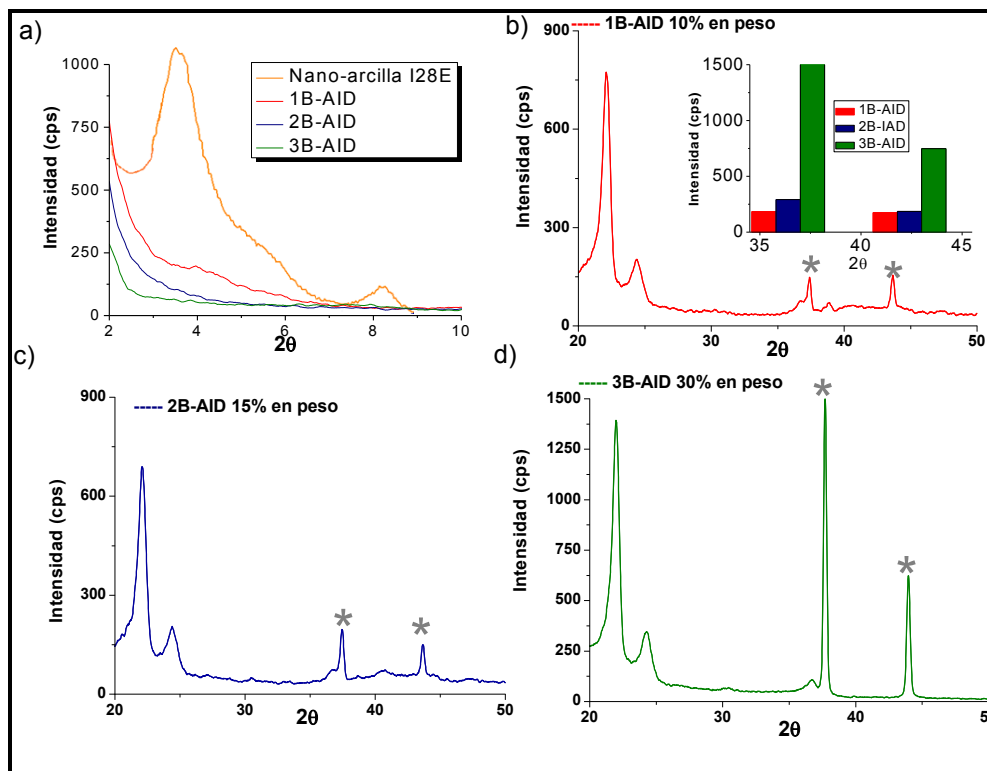 a)
Intensidad (cps)
1000
750
500
250
0
2 4 6 8 10
2θ
Nano-arcilla I28E
1B-AID
2B-AID
3B-AID
b)
1B-AID 10% en peso
Intensidad (cps)
900
600
300
0
20 30 40 50
2θ
*
*
Intensidad (cps)
1500
1250
1000
750
500
250
0
35 40 45
2θ
1B-AID
2B-IAD
3B-AID
c)
2B-AID 15% en peso
Intensidad (cps)
900
600
300
0
20 30 40 50
2θ
*
*
d)
3B-AID 30% en peso
Intensidad (cps)
1500
1250
1000
750
500
250
0
20 30 40 50
2θ
*
*